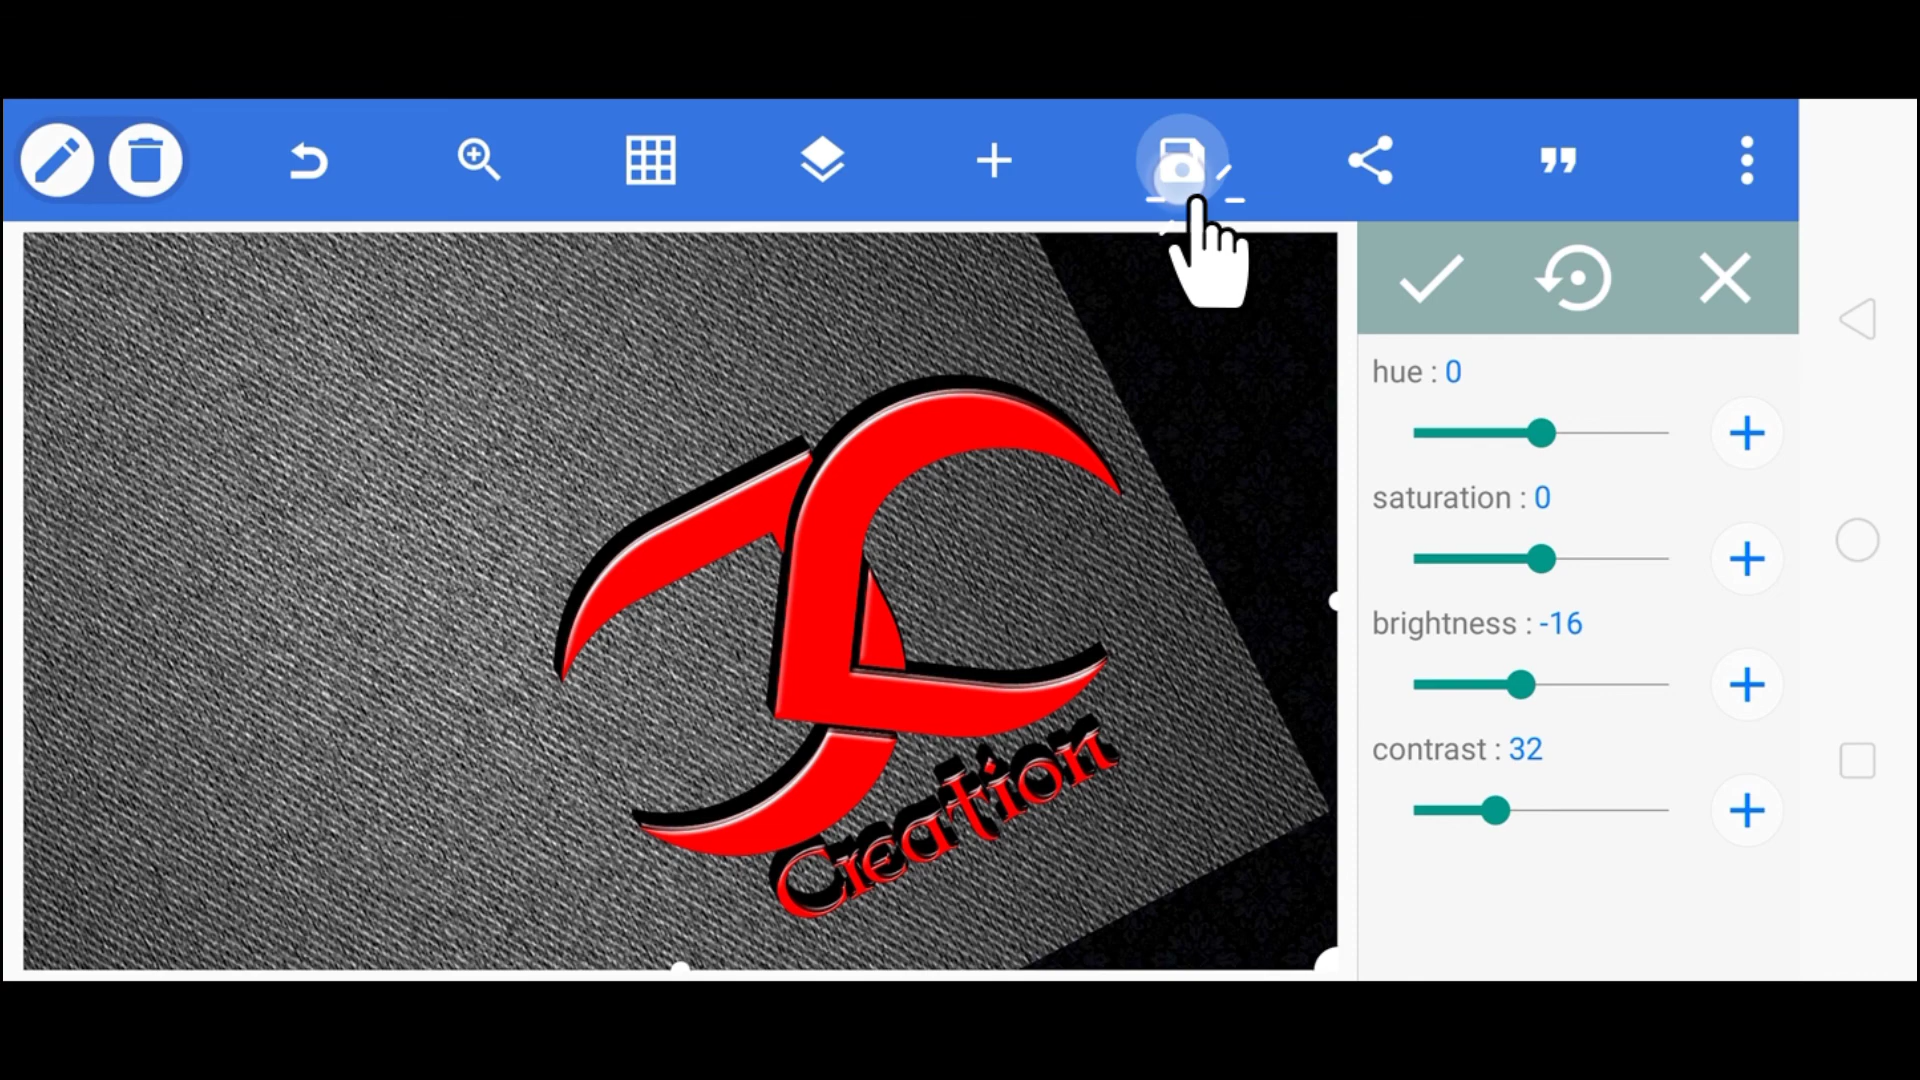 hue : 0
saturation : 0
brightness : -16
contrast : 32
Creation